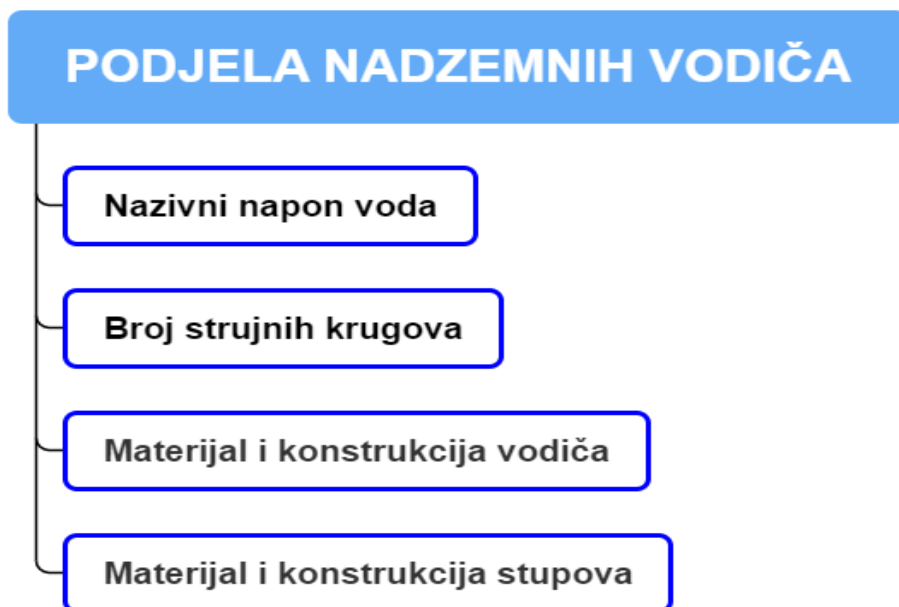 PODJELA NADZEMNIH VODIČA
Nazivni napon voda
Broj strujnih krugova
Materijal i konstrukcija vodiča
Materijal i konstrukcija stupova